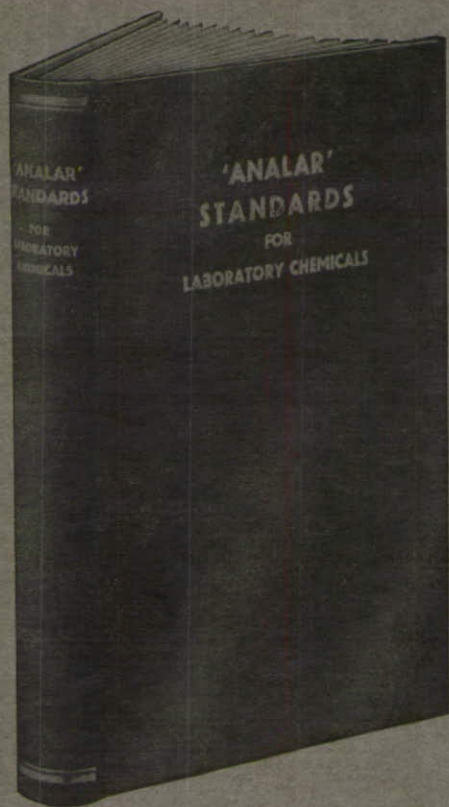 'ANALAR'
STANDARDS
FOR
LABORATORY CHEMICALS
'ANALAR'
STANDARDS
FOR
LABORATORY
CHEMICALS